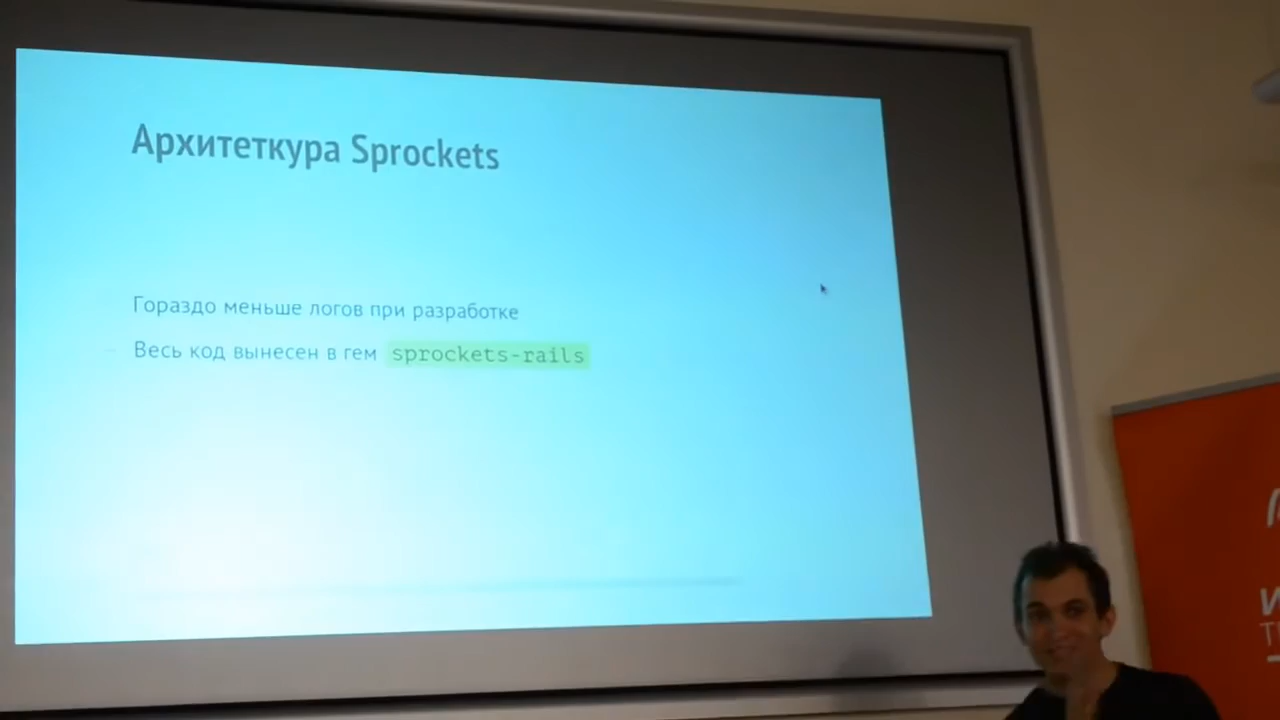 Архитеткура Sprockets
Гораздо меньше логов при разработке
Весь код вынесен в гем sprockets-rails